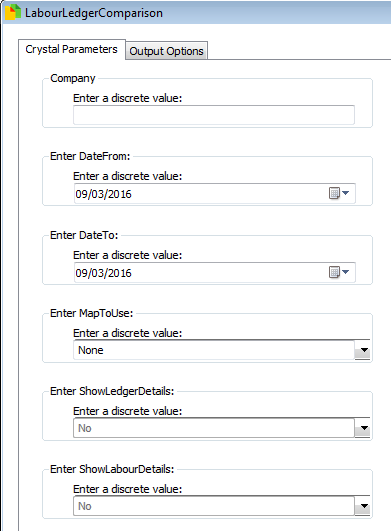 LabourLedgerComparison
Crystal Parameters Output Options
Company
Enter a discrete value:
Enter DateFrom:
Enter a discrete value:
09/03/2016
Enter DateTo:
Enter a discrete value:
09/03/2016
Enter MapToUse:
Enter a discrete value:
None
Enter ShowLedgerDetails:
Enter a discrete value:
No
Enter ShowLabourDetails:
Enter a discrete value:
No